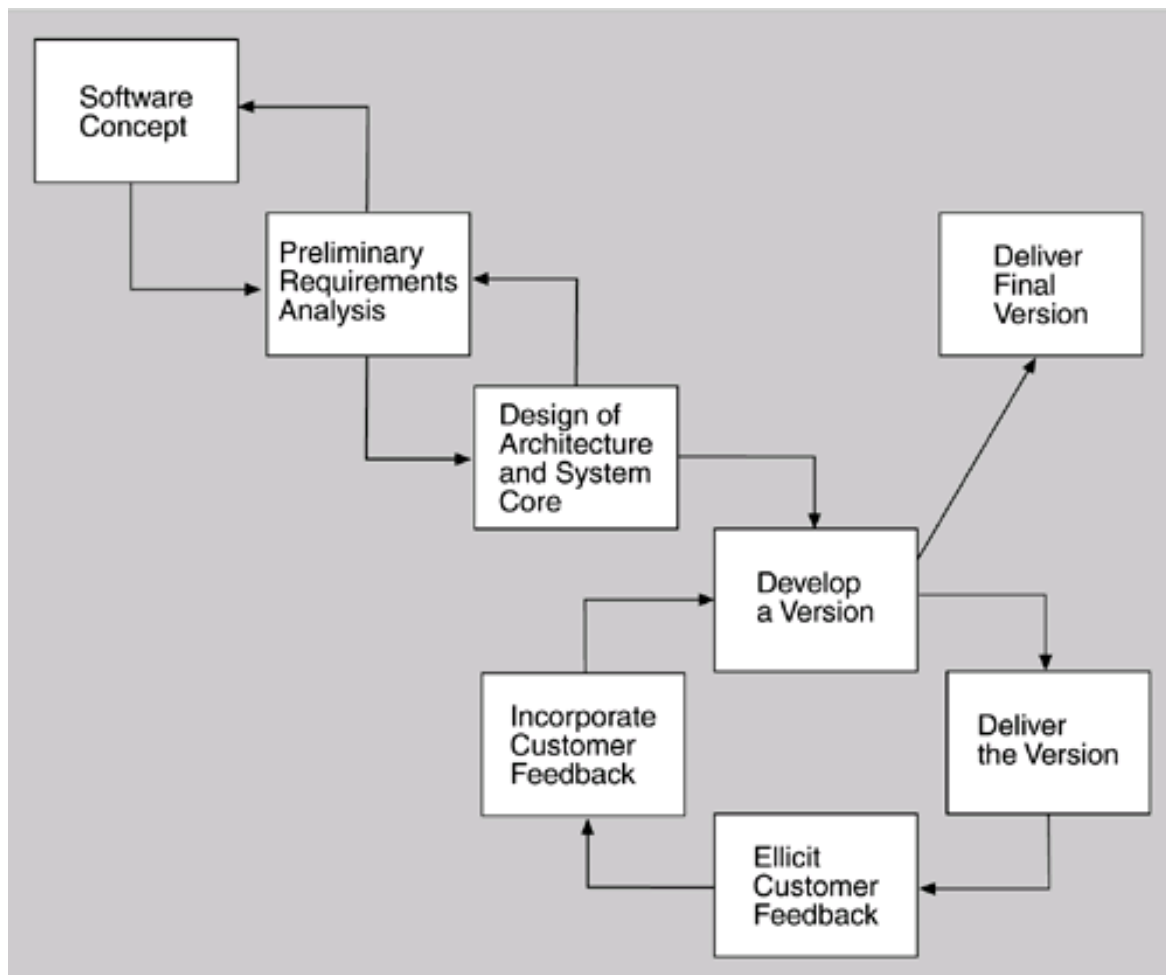 Software
Concept
Preliminary
Requirements
Analysis
Deliver
Final
Version
Design of
Architecture
and System
Core
Develop
a Version
Incorporate
Customer
Feedback
Deliver
the Version
Ellicit
Customer
Feedback